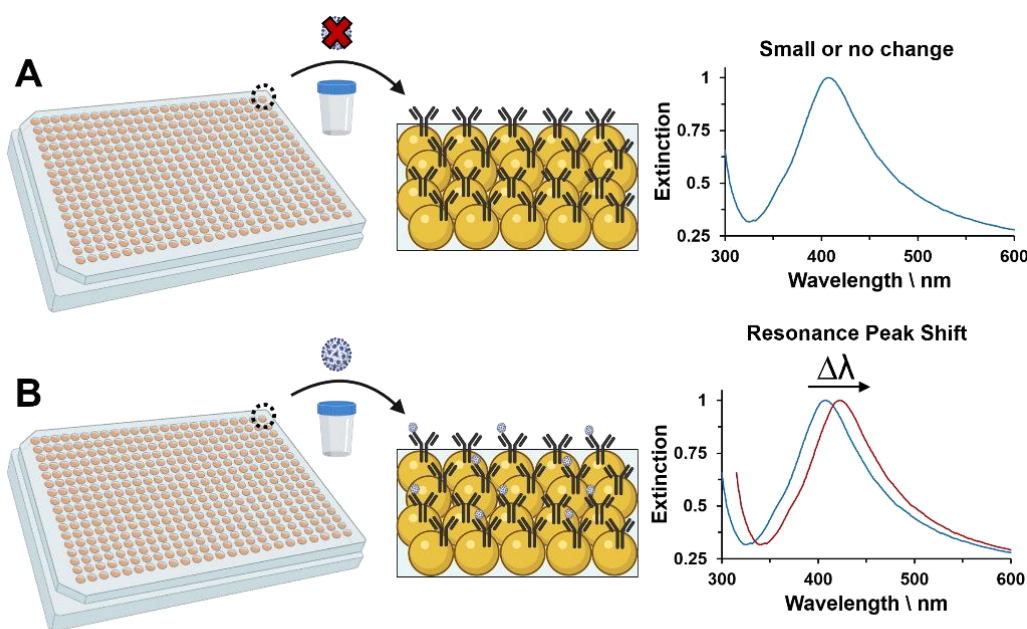 A
Small or no change
Extinction
1
0.75
0.5
0.25
300
400
500
600
Wavelength \ nm
B
Resonance Peak Shift
Δλ
Extinction
1
0.75
0.5
0.25
300
400
500
600
Wavelength \ nm